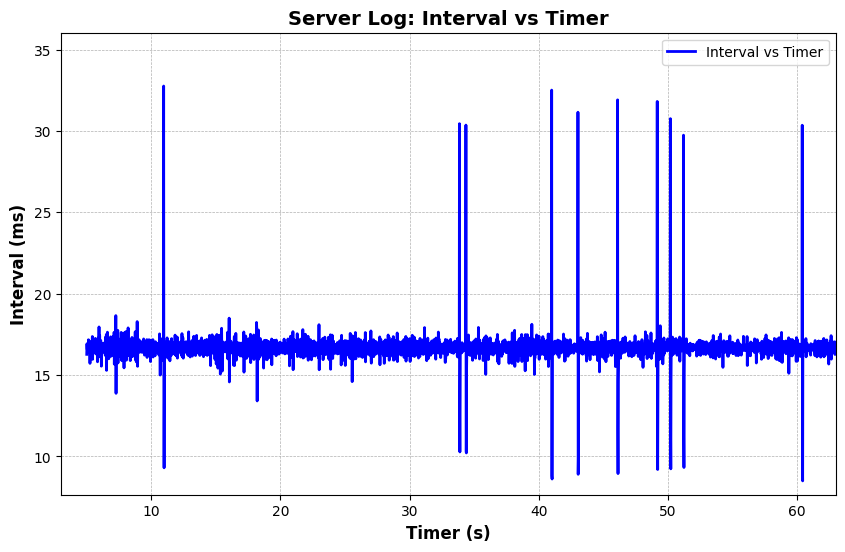 Server Log: Interval vs Timer
Interval vs Timer
35
30
25
20
15
10
Interval (ms)
10 20 30 40 50 60
Timer (s)